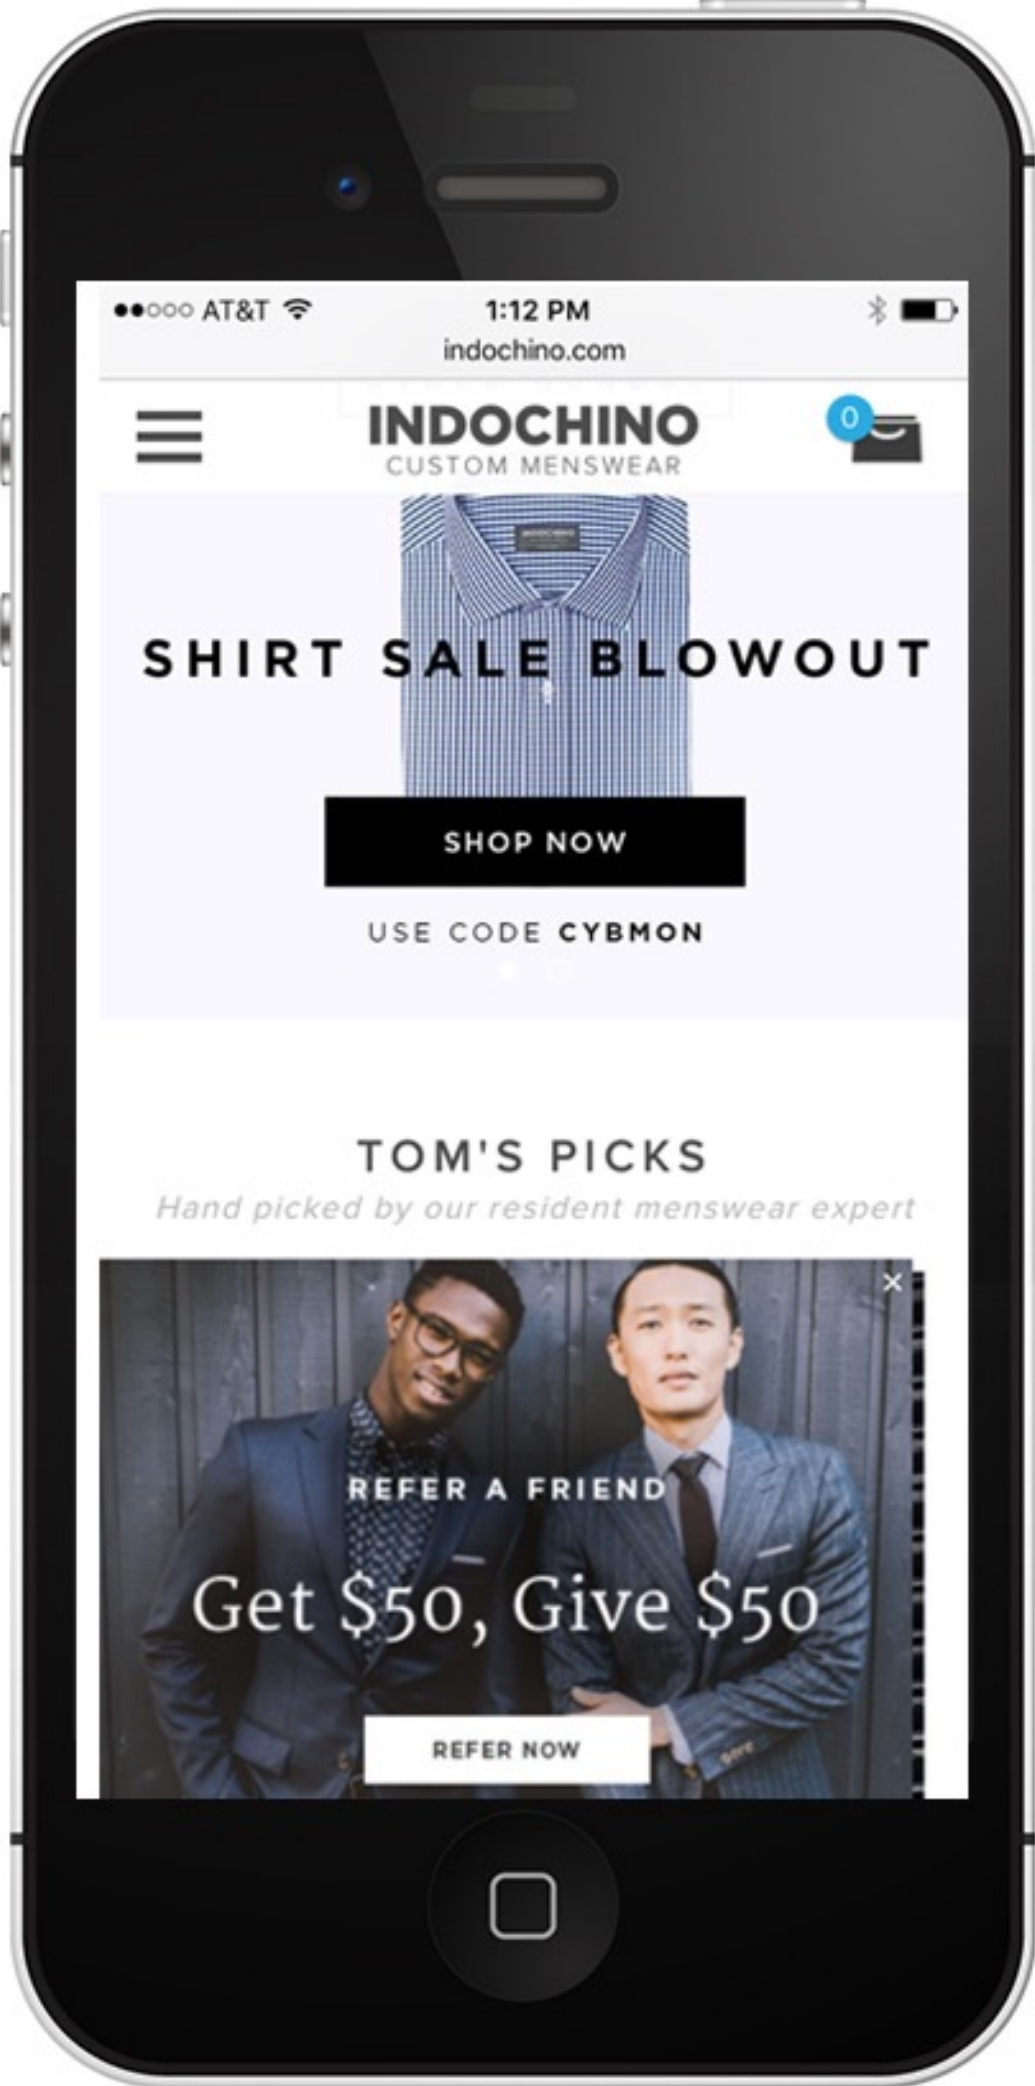 AT&T
1:12 PM
indochino.com
INDOCHINO
CUSTOM MENSWEAR
0
INDOCHINO
SHIRT SALE BLOWOUT
SHOP NOW
USE CODE CYBMON
TOM'S PICKS
Hand picked by our resident menswear expert
REFER A FRIEND
Get $50, Give $50
REFER NOW